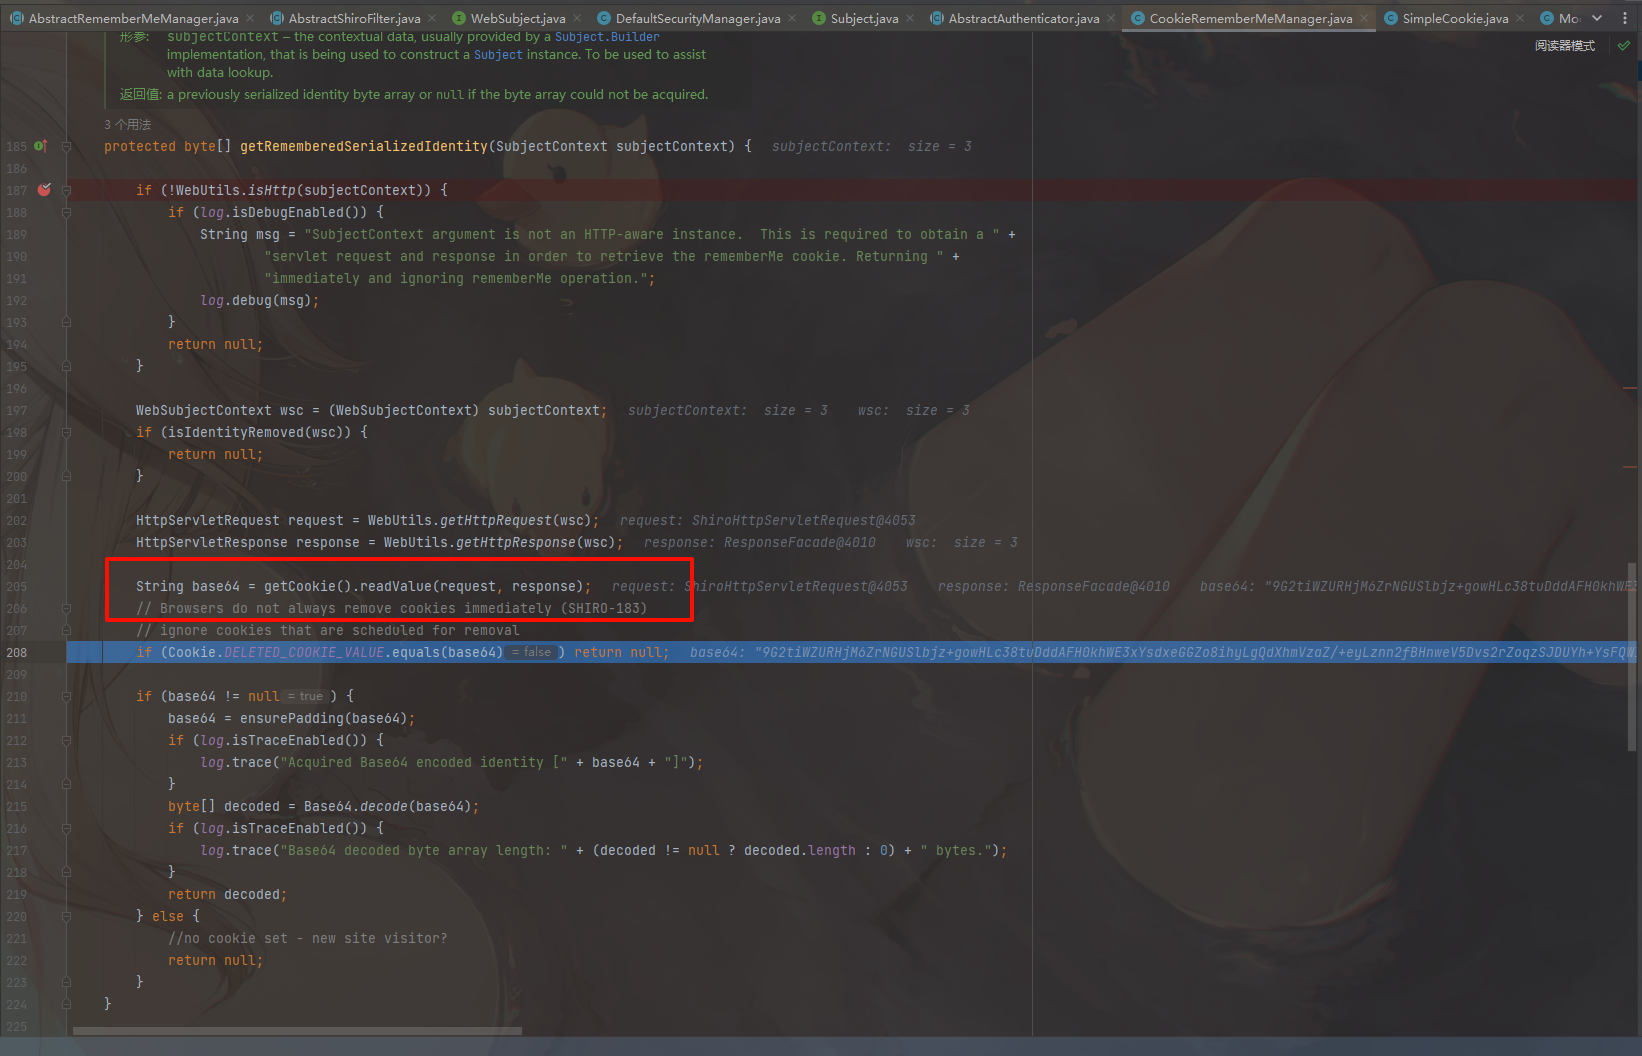 AbstractRememberMeManager.java AbstractShiroFilter.java WebSubject.java DefaultSecurityManager.java Subject.java AbstractAuthenticator.java CookieRememberMeManager.java SimpleCookie.java Mo
阅读器模式
形参: subjectContext – the contextual data, usually provided by a Subject.Builder
implementation, that is being used to construct a Subject instance. To be used to assist
with data lookup.
返回值: a previously serialized identity byte array or null if the byte array could not be acquired.
3 个用法
185 protected byte[] getRememberedSerializedIdentity(SubjectContext subjectContext) { subjectContext: size = 3
186
187 if (!WebUtils.isHttp(subjectContext)) {
188 if (log.isDebugEnabled()) {
189 String msg = "SubjectContext argument is not an HTTP-aware instance.  This is required to obtain a " +
190 "servlet request and response in order to retrieve the rememberMe cookie. Returning " +
191 "immediately and ignoring rememberMe operation.";
192 log.debug(msg);
193 }
194 return null;
195 }
196
197 WebSubjectContext wsc = (WebSubjectContext) subjectContext; subjectContext: size = 3 wsc: size = 3
198 if (isIdentityRemoved(wsc)) {
199 return null;
200 }
201
202 HttpServletRequest request = WebUtils.getHttpRequest(wsc); request: ShiroHttpServletRequest@4053
203 HttpServletResponse response = WebUtils.getHttpResponse(wsc); response: ResponseFacade@4010 wsc: size = 3
204
205 String base64 = getCookie().readValue(request, response); request: ShiroHttpServletRequest@4053 response: ResponseFacade@4010 base64: "9G2tiWZURHjM6ZrNGUSlbjz+gowHLc38tuDddAFH0khWE3
206 // Browsers do not always remove cookies immediately (SHIRO-183)
207 // ignore cookies that are scheduled for removal
208 if (Cookie.DELETED_COOKIE_VALUE.equals(base64) = false ) return null; base64: "9G2tiWZURHjM6ZrNGUSlbjz+gowHLc38tuDddAFH0khWE3xYsdxeGGZo8ihyLgQdXhmVzaZ/+eyLznn2fBHnweV5Dvs2rZoqzSJDUYh+YsFQW
209
210 if (base64 != null = true ) {
211 base64 = ensurePadding(base64);
212 if (log.isTraceEnabled()) {
213 log.trace("Acquired Base64 encoded identity [" + base64 + "]");
214 }
215 byte[] decoded = Base64.decode(base64);
216 if (log.isTraceEnabled()) {
217 log.trace("Base64 decoded byte array length: " + (decoded != null ? decoded.length : 0) + " bytes.");
218 }
219 return decoded;
220 } else {
221 //no cookie set - new site visitor?
222 return null;
223 }
224 }
225